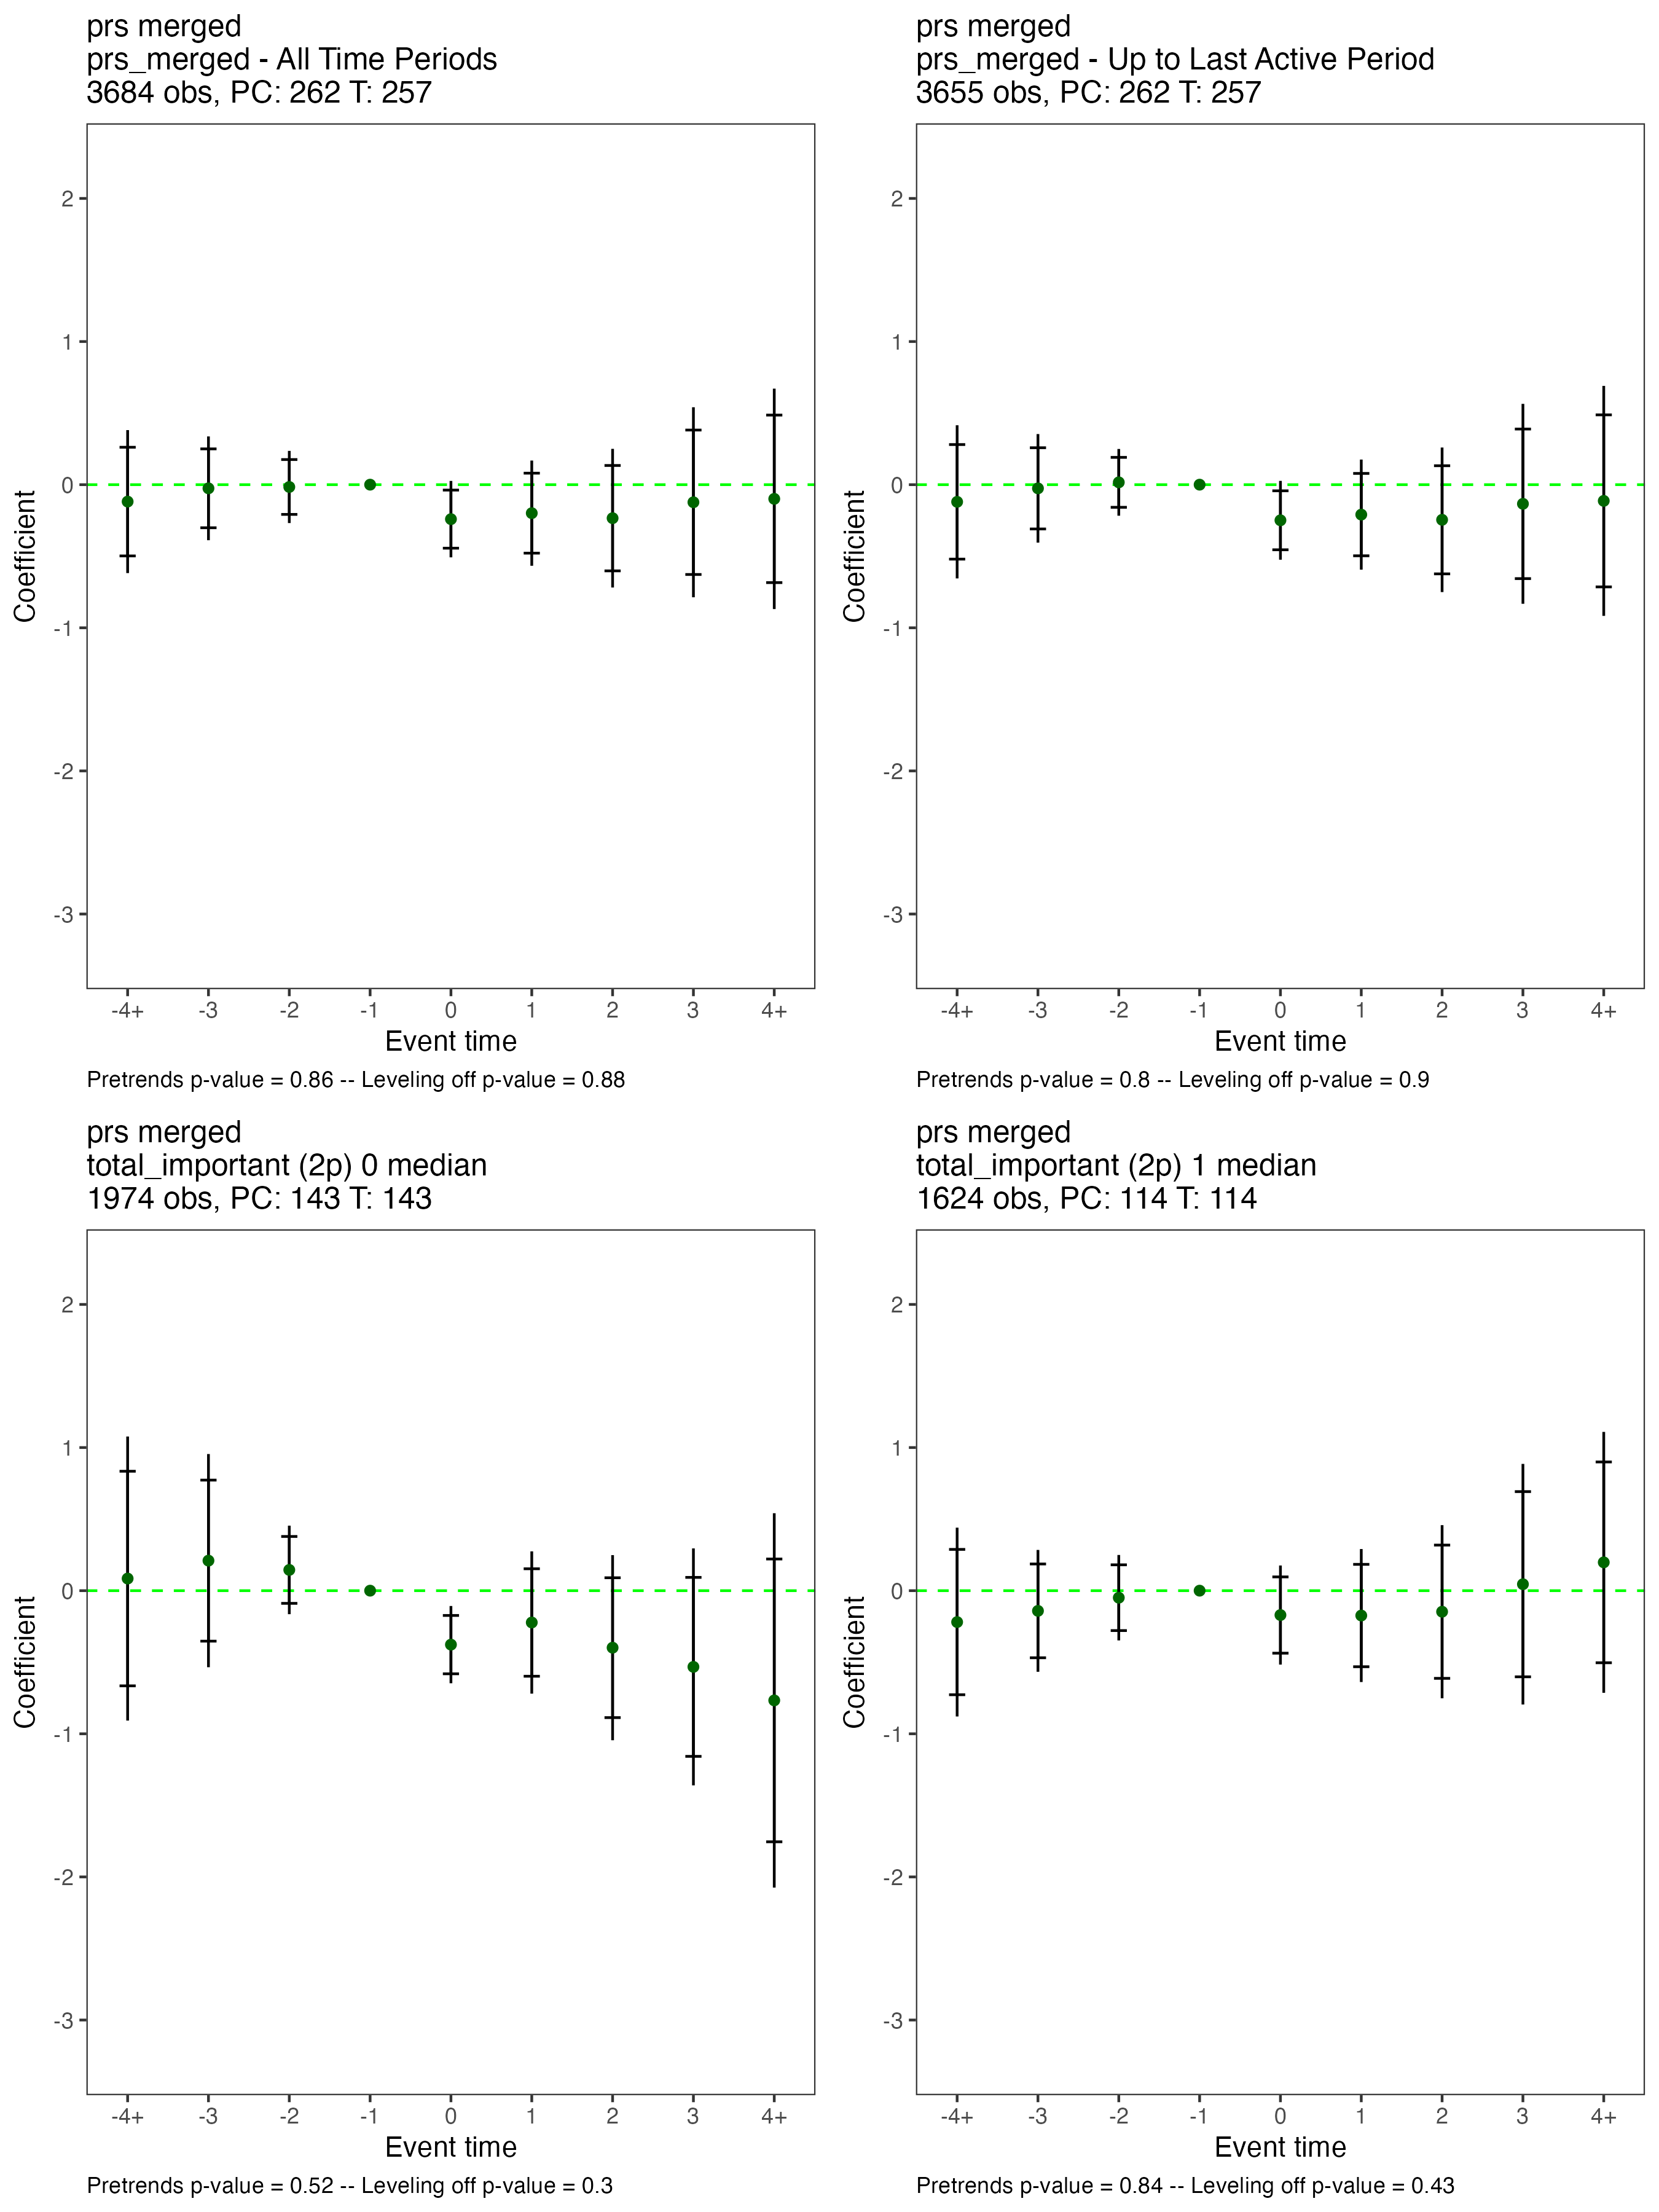 prs merged
prs_merged - All Time Periods
3684 obs, PC: 262 T: 257
Coefficient
2
1
0
-1
-2
-3
-4+ -3 -2 -1 0 1 2 3 4+
Event time
Pretrends p-value = 0.86 -- Leveling off p-value = 0.88
prs merged
prs_merged - Up to Last Active Period
3655 obs, PC: 262 T: 257
Coefficient
2
1
0
-1
-2
-3
-4+ -3 -2 -1 0 1 2 3 4+
Event time
Pretrends p-value = 0.8 -- Leveling off p-value = 0.9
prs merged
total_important (2p) 0 median
1974 obs, PC: 143 T: 143
Coefficient
2
1
0
-1
-2
-3
-4+ -3 -2 -1 0 1 2 3 4+
Event time
Pretrends p-value = 0.52 -- Leveling off p-value = 0.3
prs merged
total_important (2p) 1 median
1624 obs, PC: 114 T: 114
Coefficient
2
1
0
-1
-2
-3
-4+ -3 -2 -1 0 1 2 3 4+
Event time
Pretrends p-value = 0.84 -- Leveling off p-value = 0.43